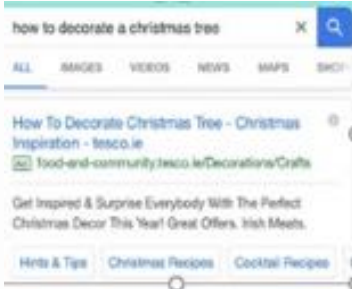 how to decorate a christmas tree ×
ALL IMAGES VIDEOS NEWS MAPS SHO
How To Decorate Christmas Tree - Christmas
Inspiration - tesco.ie
Ad food-and-community.tesco.ie/Decorations/Crafts
Get Inspired & Surprise Everybody With The Perfect
Christmas Decor This Year! Great Offers. Irish Meats.
Hints & Tips Christmas Recipes Cocktail Recipes